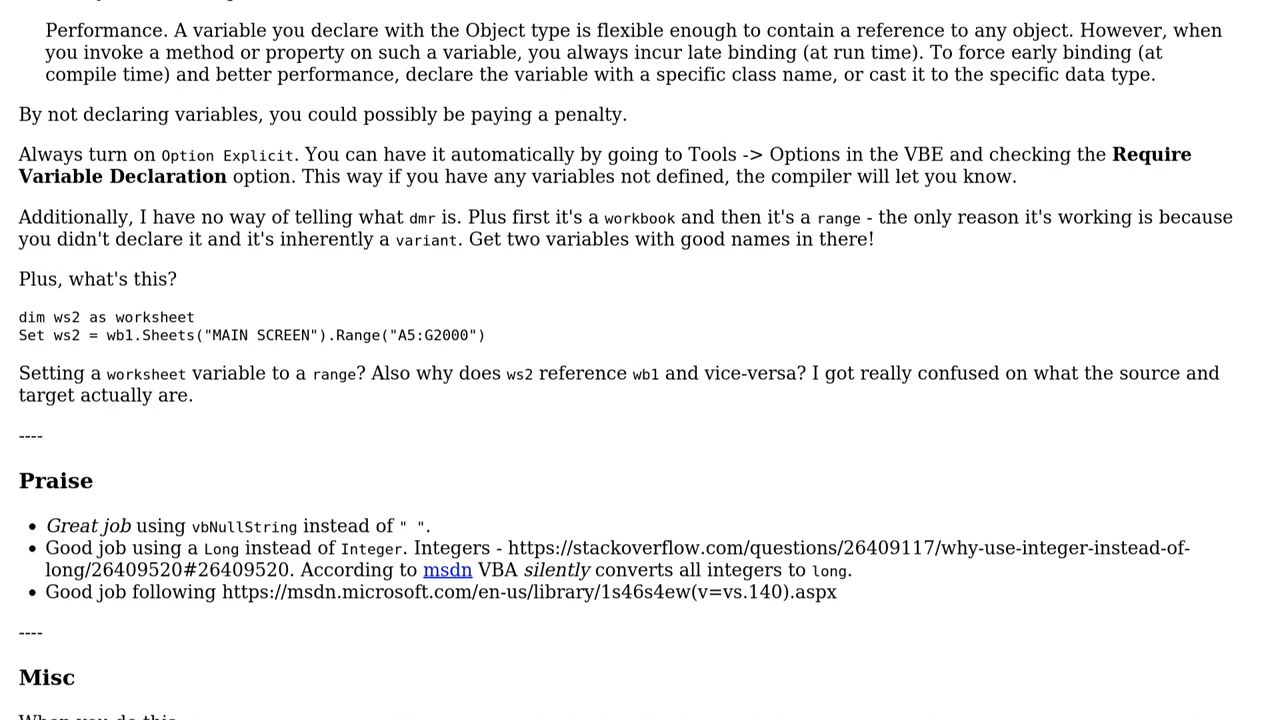 Performance. A variable you declare with the Object type is flexible enough to contain a reference to any object. However, when
you invoke a method or property on such a variable, you always incur late binding (at run time). To force early binding (at
compile time) and better performance, declare the variable with a specific class name, or cast it to the specific data type.
By not declaring variables, you could possibly be paying a penalty.
Always turn on Option Explicit. You can have it automatically by going to Tools -> Options in the VBE and checking the Require
Variable Declaration option. This way if you have any variables not defined, the compiler will let you know.
Additionally, I have no way of telling what dmr is. Plus first it's a workbook and then it's a range - the only reason it's working is because
you didn't declare it and it's inherently a variant. Get two variables with good names in there!
Plus, what's this?
dim ws2 as worksheet
Set ws2 = wb1.Sheets("MAIN SCREEN").Range("A5:G2000")
Setting a worksheet variable to a range? Also why does ws2 reference wb1 and vice-versa? I got really confused on what the source and
target actually are.
----
Praise
• Great job using vbNullString instead of " ".
• Good job using a Long instead of Integer. Integers - https://stackoverflow.com/questions/26409117/why-use-integer-instead-of-
long/26409520#26409520. According to msdn VBA silently converts all integers to long.
• Good job following https://msdn.microsoft.com/en-us/library/1s46s4ew(v=vs.140).aspx
----
Misc